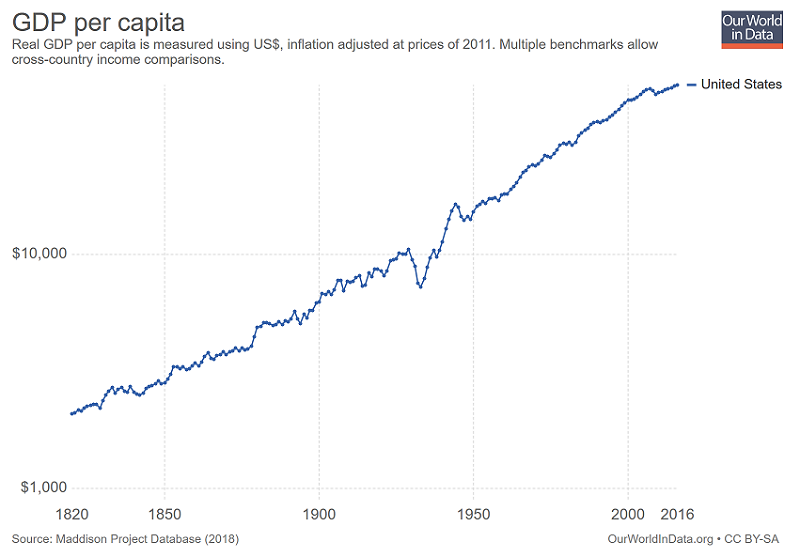 GDP per capita
Our World
in Data
Real GDP per capita is measured using US$, inflation adjusted at prices of 2011. Multiple benchmarks allow
cross-country income comparisons.
United States
$10,000
$1,000
1820 1850 1900 1950 2000 2016
Source: Maddison Project Database (2018)
OurWorldInData.org • CC BY-SA